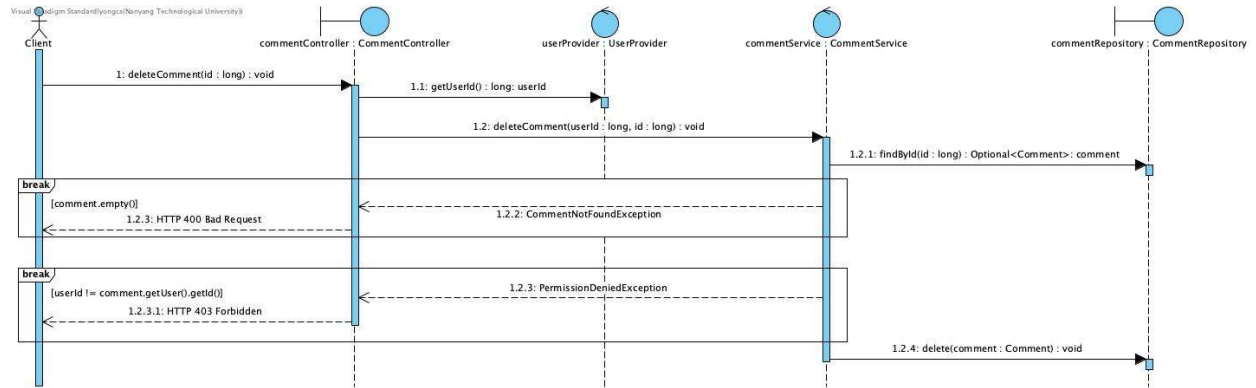 Visual Paradigm Standard(yongcs(Nanyang Technological University))
Client
commentController : CommentController
userProvider : UserProvider
commentService : CommentService
commentRepository : CommentRepository
1: deleteComment(id : long) : void
1.1: getUserId() : long: userId
1.2: deleteComment(userId : long, id : long) : void
1.2.1: findById(id : long) : Optional<Comment>: comment
break
[comment.empty()]
1.2.2: CommentNotFoundException
1.2.3: HTTP 400 Bad Request
break
[userId != comment.getUser().getId()]
1.2.3: PermissionDeniedException
1.2.3.1: HTTP 403 Forbidden
1.2.4: delete(comment : Comment) : void